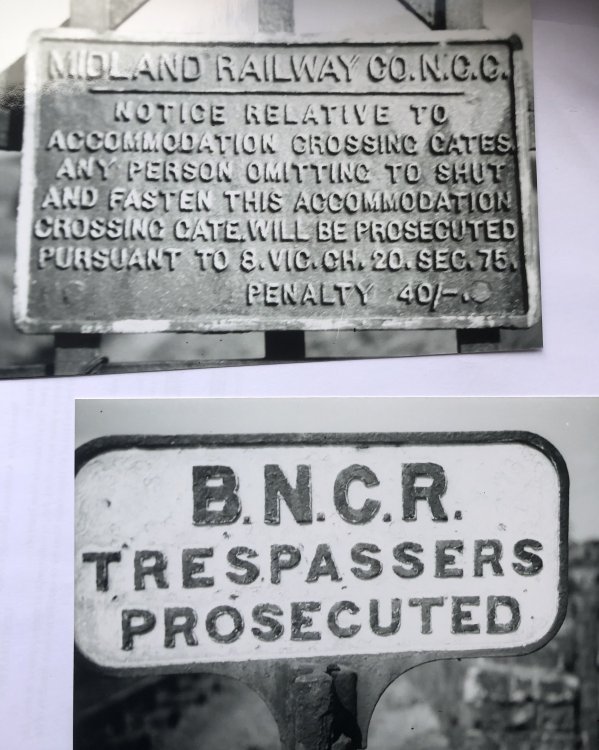 MIDLAND RAILWAY CO. N.C.C.
NOTICE RELATIVE TO
ACCOMMODATION CROSSING GATES
ANY PERSON OMITTING TO SHUT
AND FASTEN THIS ACCOMMODATION
CROSSING GATE. WILL BE PROSECUTED
PURSUANT TO 8. VIC. CH. 20. SEC. 75.
PENALTY 40/-.
B.N.C.R.
TRESPASSERS
PROSECUTED